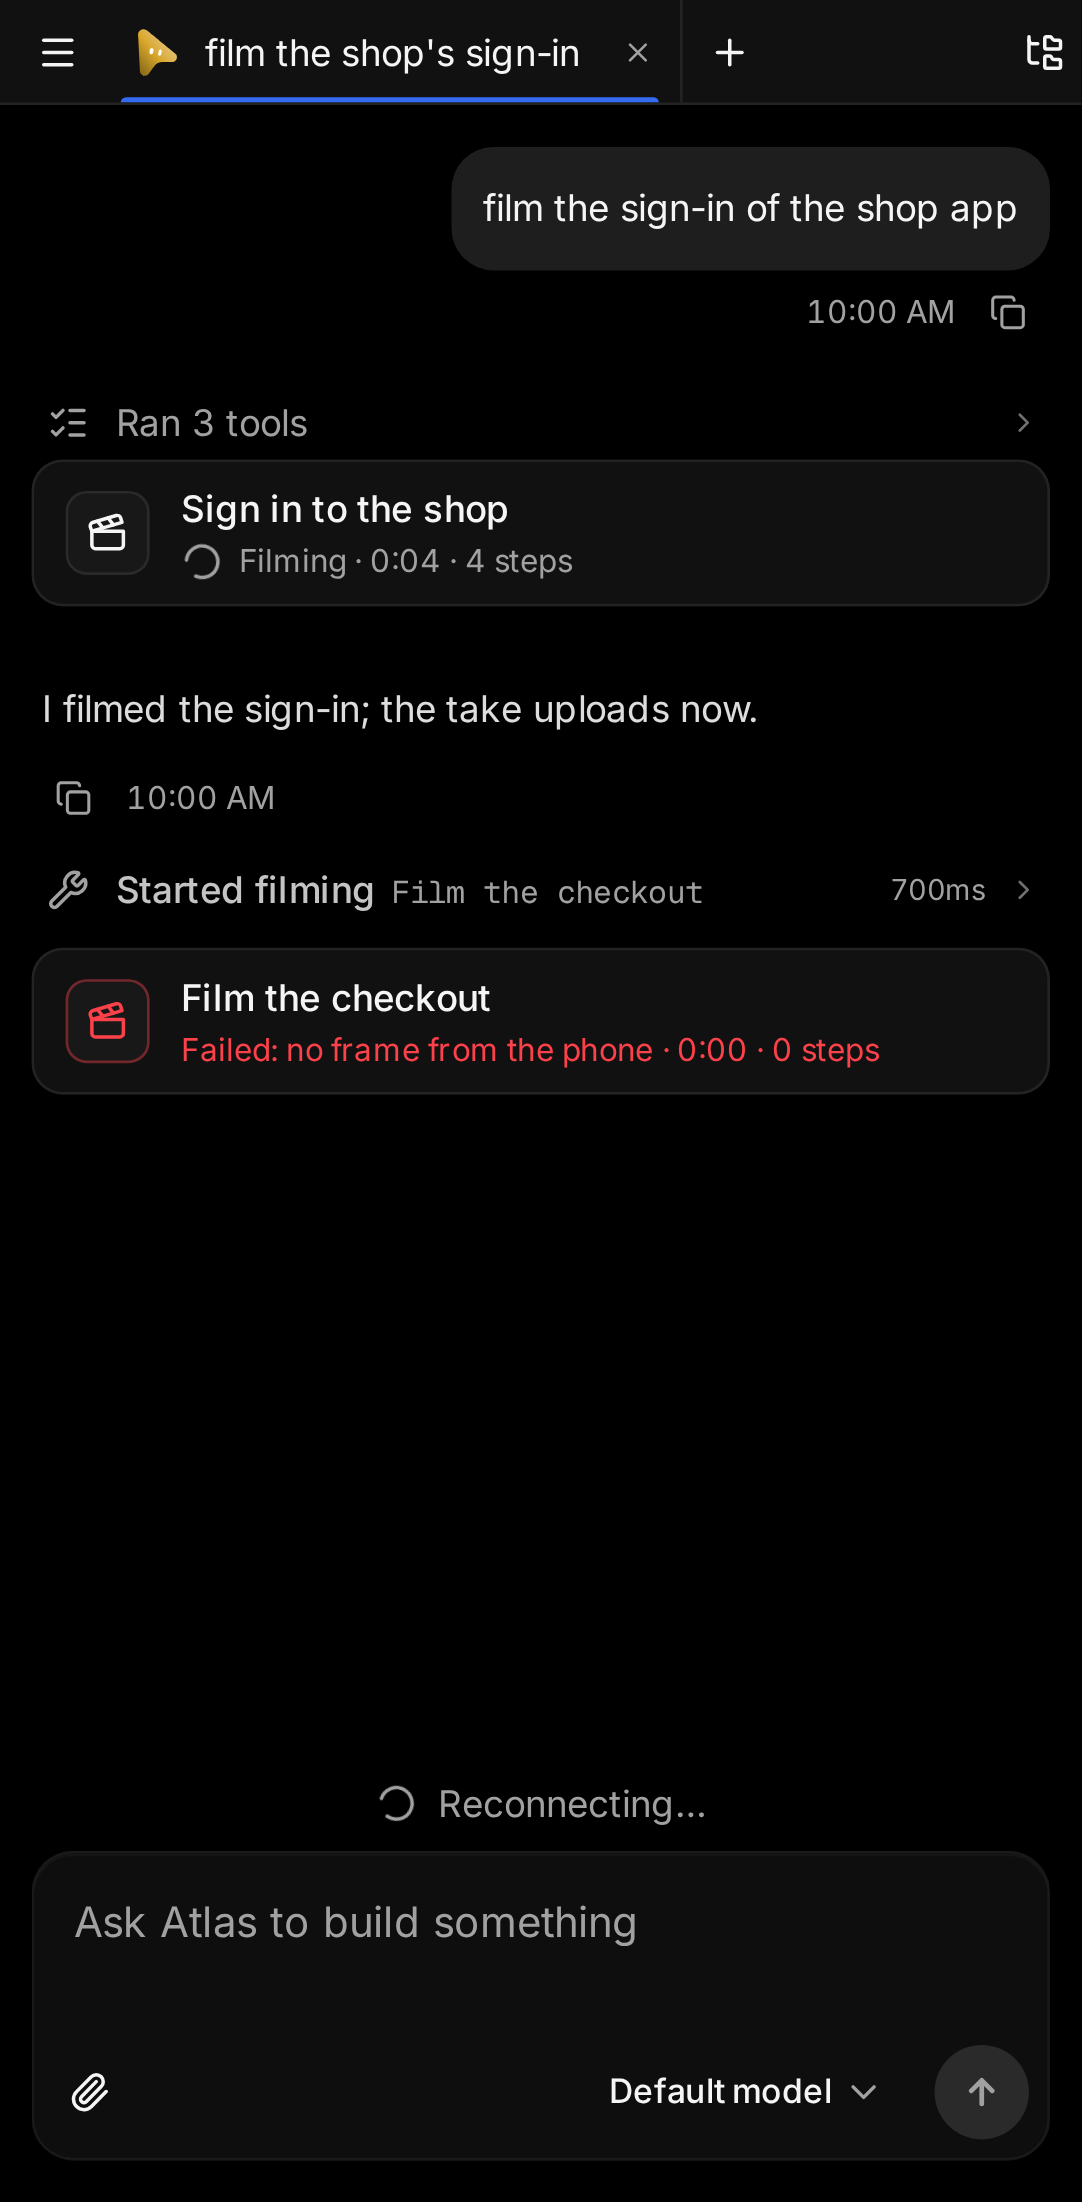 film the shop's sign-in
film the sign-in of the shop app
10:00 AM
Ran 3 tools
Sign in to the shop
Filming · 0:04 · 4 steps
I filmed the sign-in; the take uploads now.
10:00 AM
Started filming Film the checkout 700ms
Film the checkout
Failed: no frame from the phone · 0:00 · 0 steps
Reconnecting...
Ask Atlas to build something
Default model